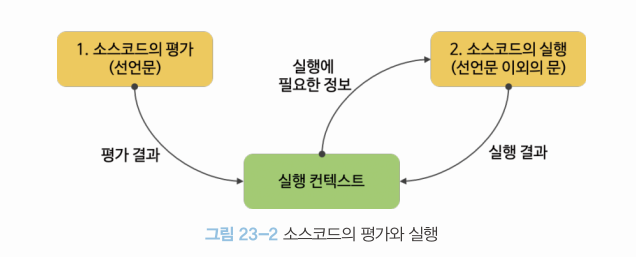 1. 소스코드의 평가
(선언문)
실행에
필요한 정보
2. 소스코드의 실행
(선언문 이외의 문)
평가 결과
실행 결과
실행 컨텍스트
그림 23-2 소스코드의 평가와 실행